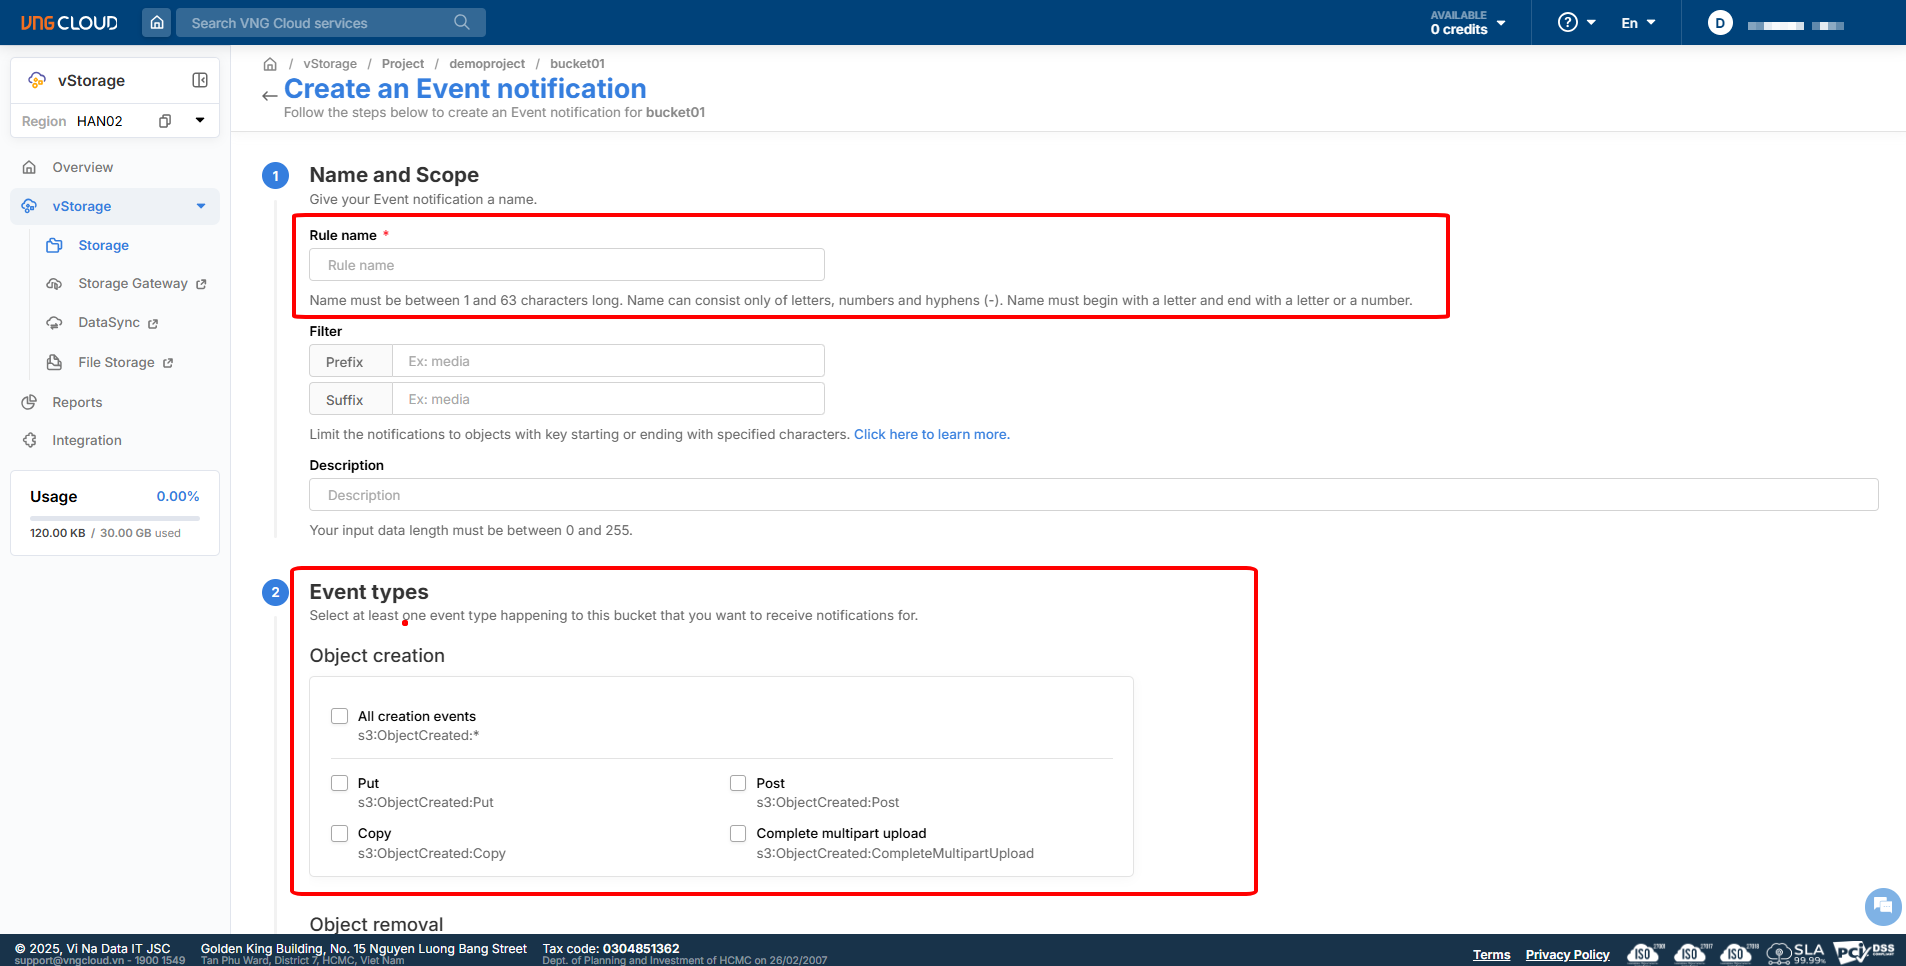 VNG CLOUD
Search VNG Cloud services
AVAILABLE
0 credits
?
En
D
vStorage
Region HAN02
Overview
vStorage
Storage
Storage Gateway
DataSync
File Storage
Reports
Integration
Usage 0.00%
120.00 KB / 30.00 GB used
/ vStorage / Project / demoproject / bucket01
Create an Event notification
Follow the steps below to create an Event notification for bucket01
1
Name and Scope
Give your Event notification a name.
Rule name *
Rule name
Name must be between 1 and 63 characters long. Name can consist only of letters, numbers and hyphens (-). Name must begin with a letter and end with a letter or a number.
Filter
Prefix Ex: media
Suffix Ex: media
Limit the notifications to objects with key starting or ending with specified characters. Click here to learn more.
Description
Description
Your input data length must be between 0 and 255.
2
Event types
Select at least one event type happening to this bucket that you want to receive notifications for.
Object creation
All creation events
s3:ObjectCreated:*
Put
s3:ObjectCreated:Put
Post
s3:ObjectCreated:Post
Copy
s3:ObjectCreated:Copy
Complete multipart upload
s3:ObjectCreated:CompleteMultipartUpload
Object removal
© 2025, Vi Na Data IT JSC
support@vngcloud.vn - 1900 1549
Golden King Building, No. 15 Nguyen Luong Bang Street
Tan Phu Ward, District 7, HCMC, Viet Nam
Tax code: 0304851362
Dept. of Planning and Investment of HCMC on 26/02/2007
Terms
Privacy Policy
ISO 27001
ISO 27017
ISO 27018
SLA
99.99%
PCI DSS
COMPLIANT